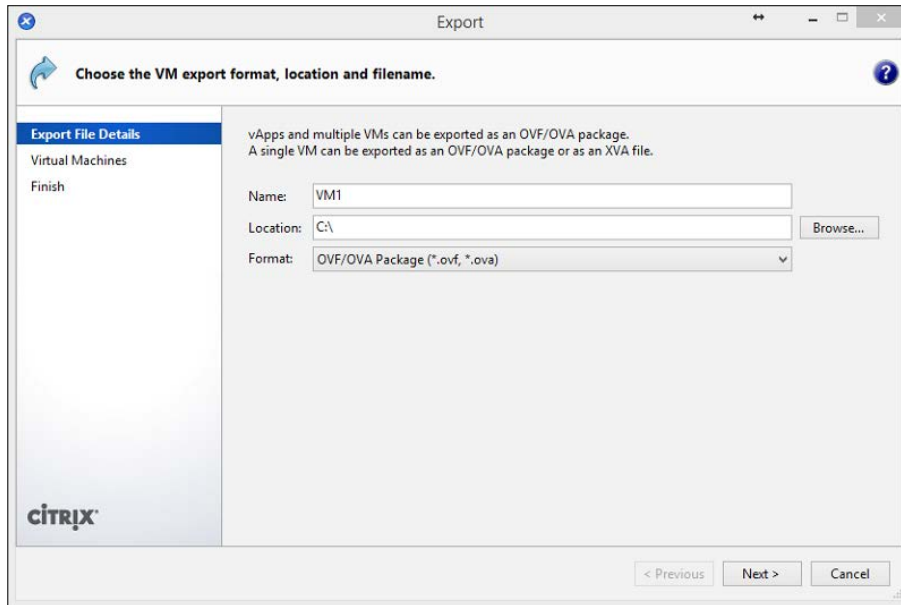 Export
Choose the VM export format, location and filename.
Export File Details
Virtual Machines
Finish
vApps and multiple VMs can be exported as an OVF/OVA package.
A single VM can be exported as an OVF/OVA package or as an XVA file.
Name: VM1
Location: C:\ Browse...
Format: OVF/OVA Package (*.ovf, *.ova)
CİTRIX
< Previous Next > Cancel